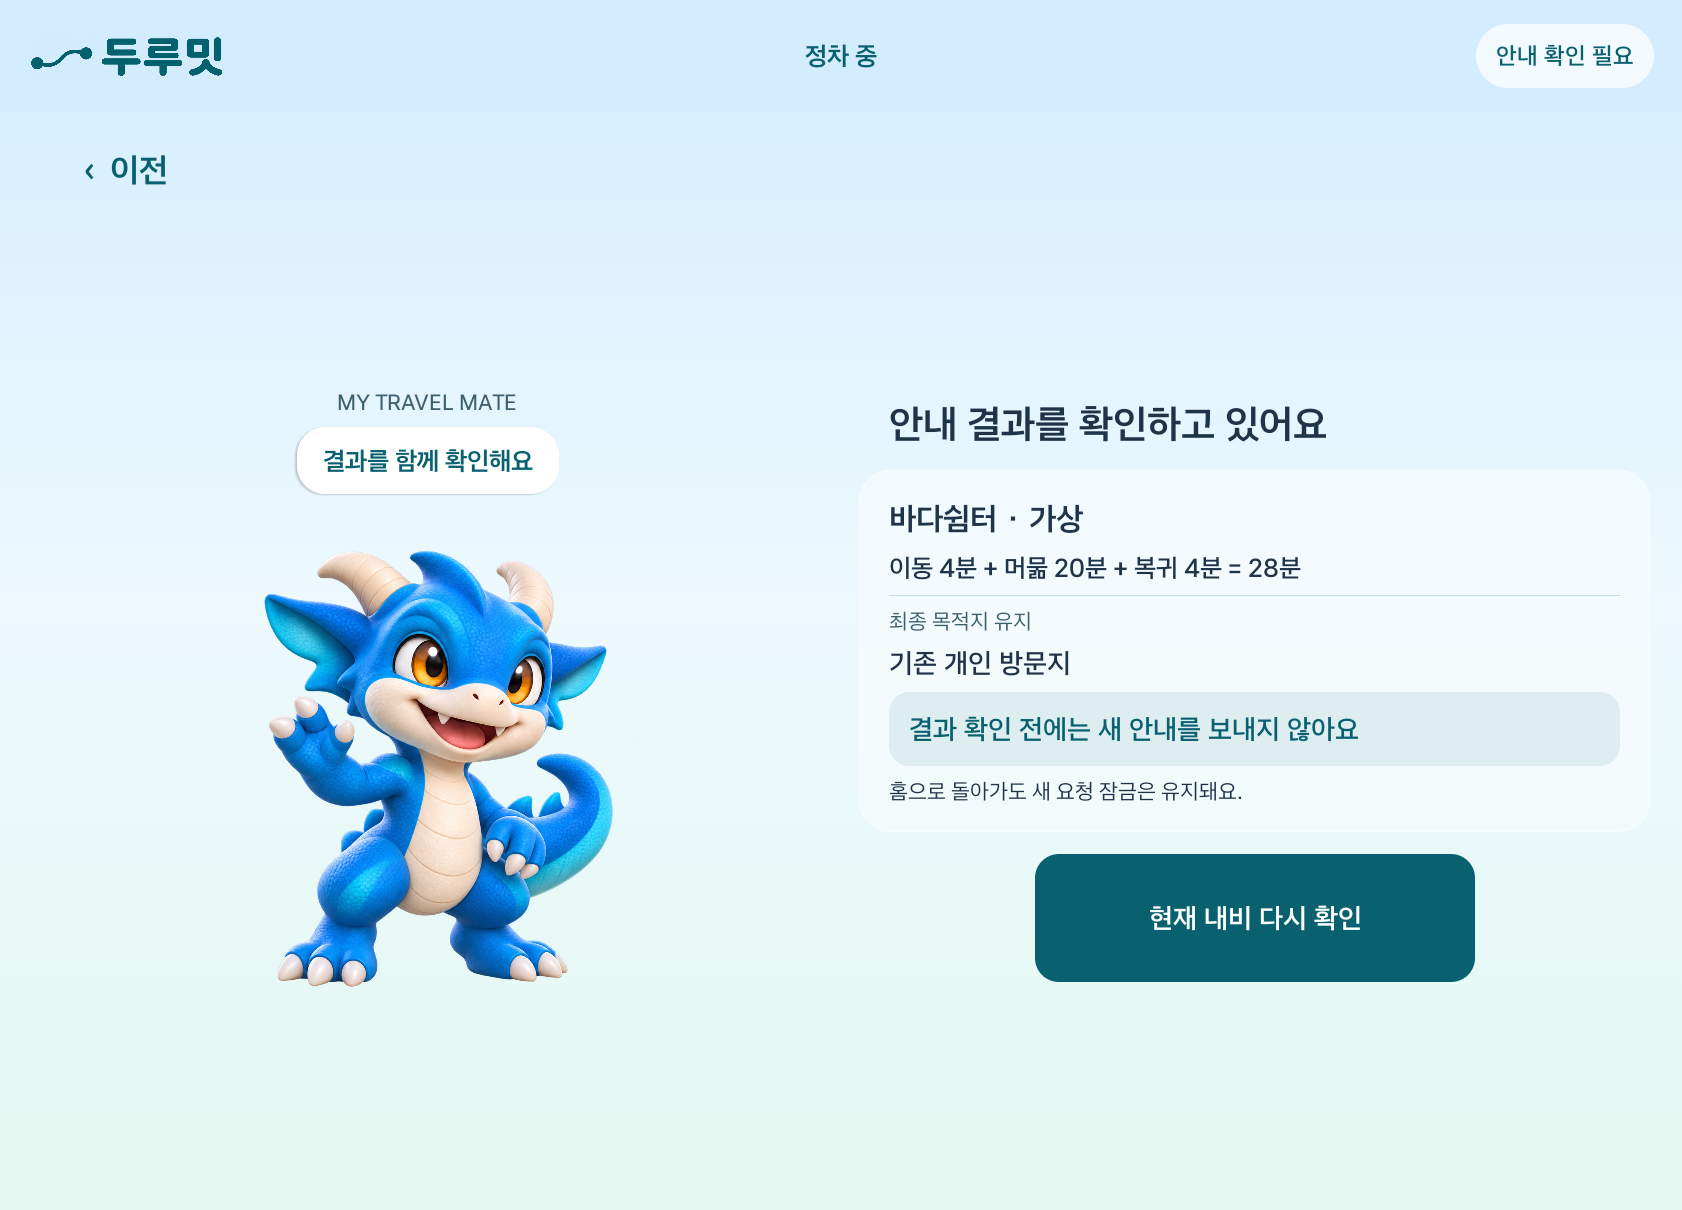 두루밋
정차 중
안내 확인 필요
‹ 이전
MY TRAVEL MATE
결과를 함께 확인해요
안내 결과를 확인하고 있어요
바다쉼터 · 가상
이동 4분 + 머묾 20분 + 복귀 4분 = 28분
최종 목적지 유지
기존 개인 방문지
결과 확인 전에는 새 안내를 보내지 않아요
홈으로 돌아가도 새 요청 잠금은 유지돼요.
현재 내비 다시 확인